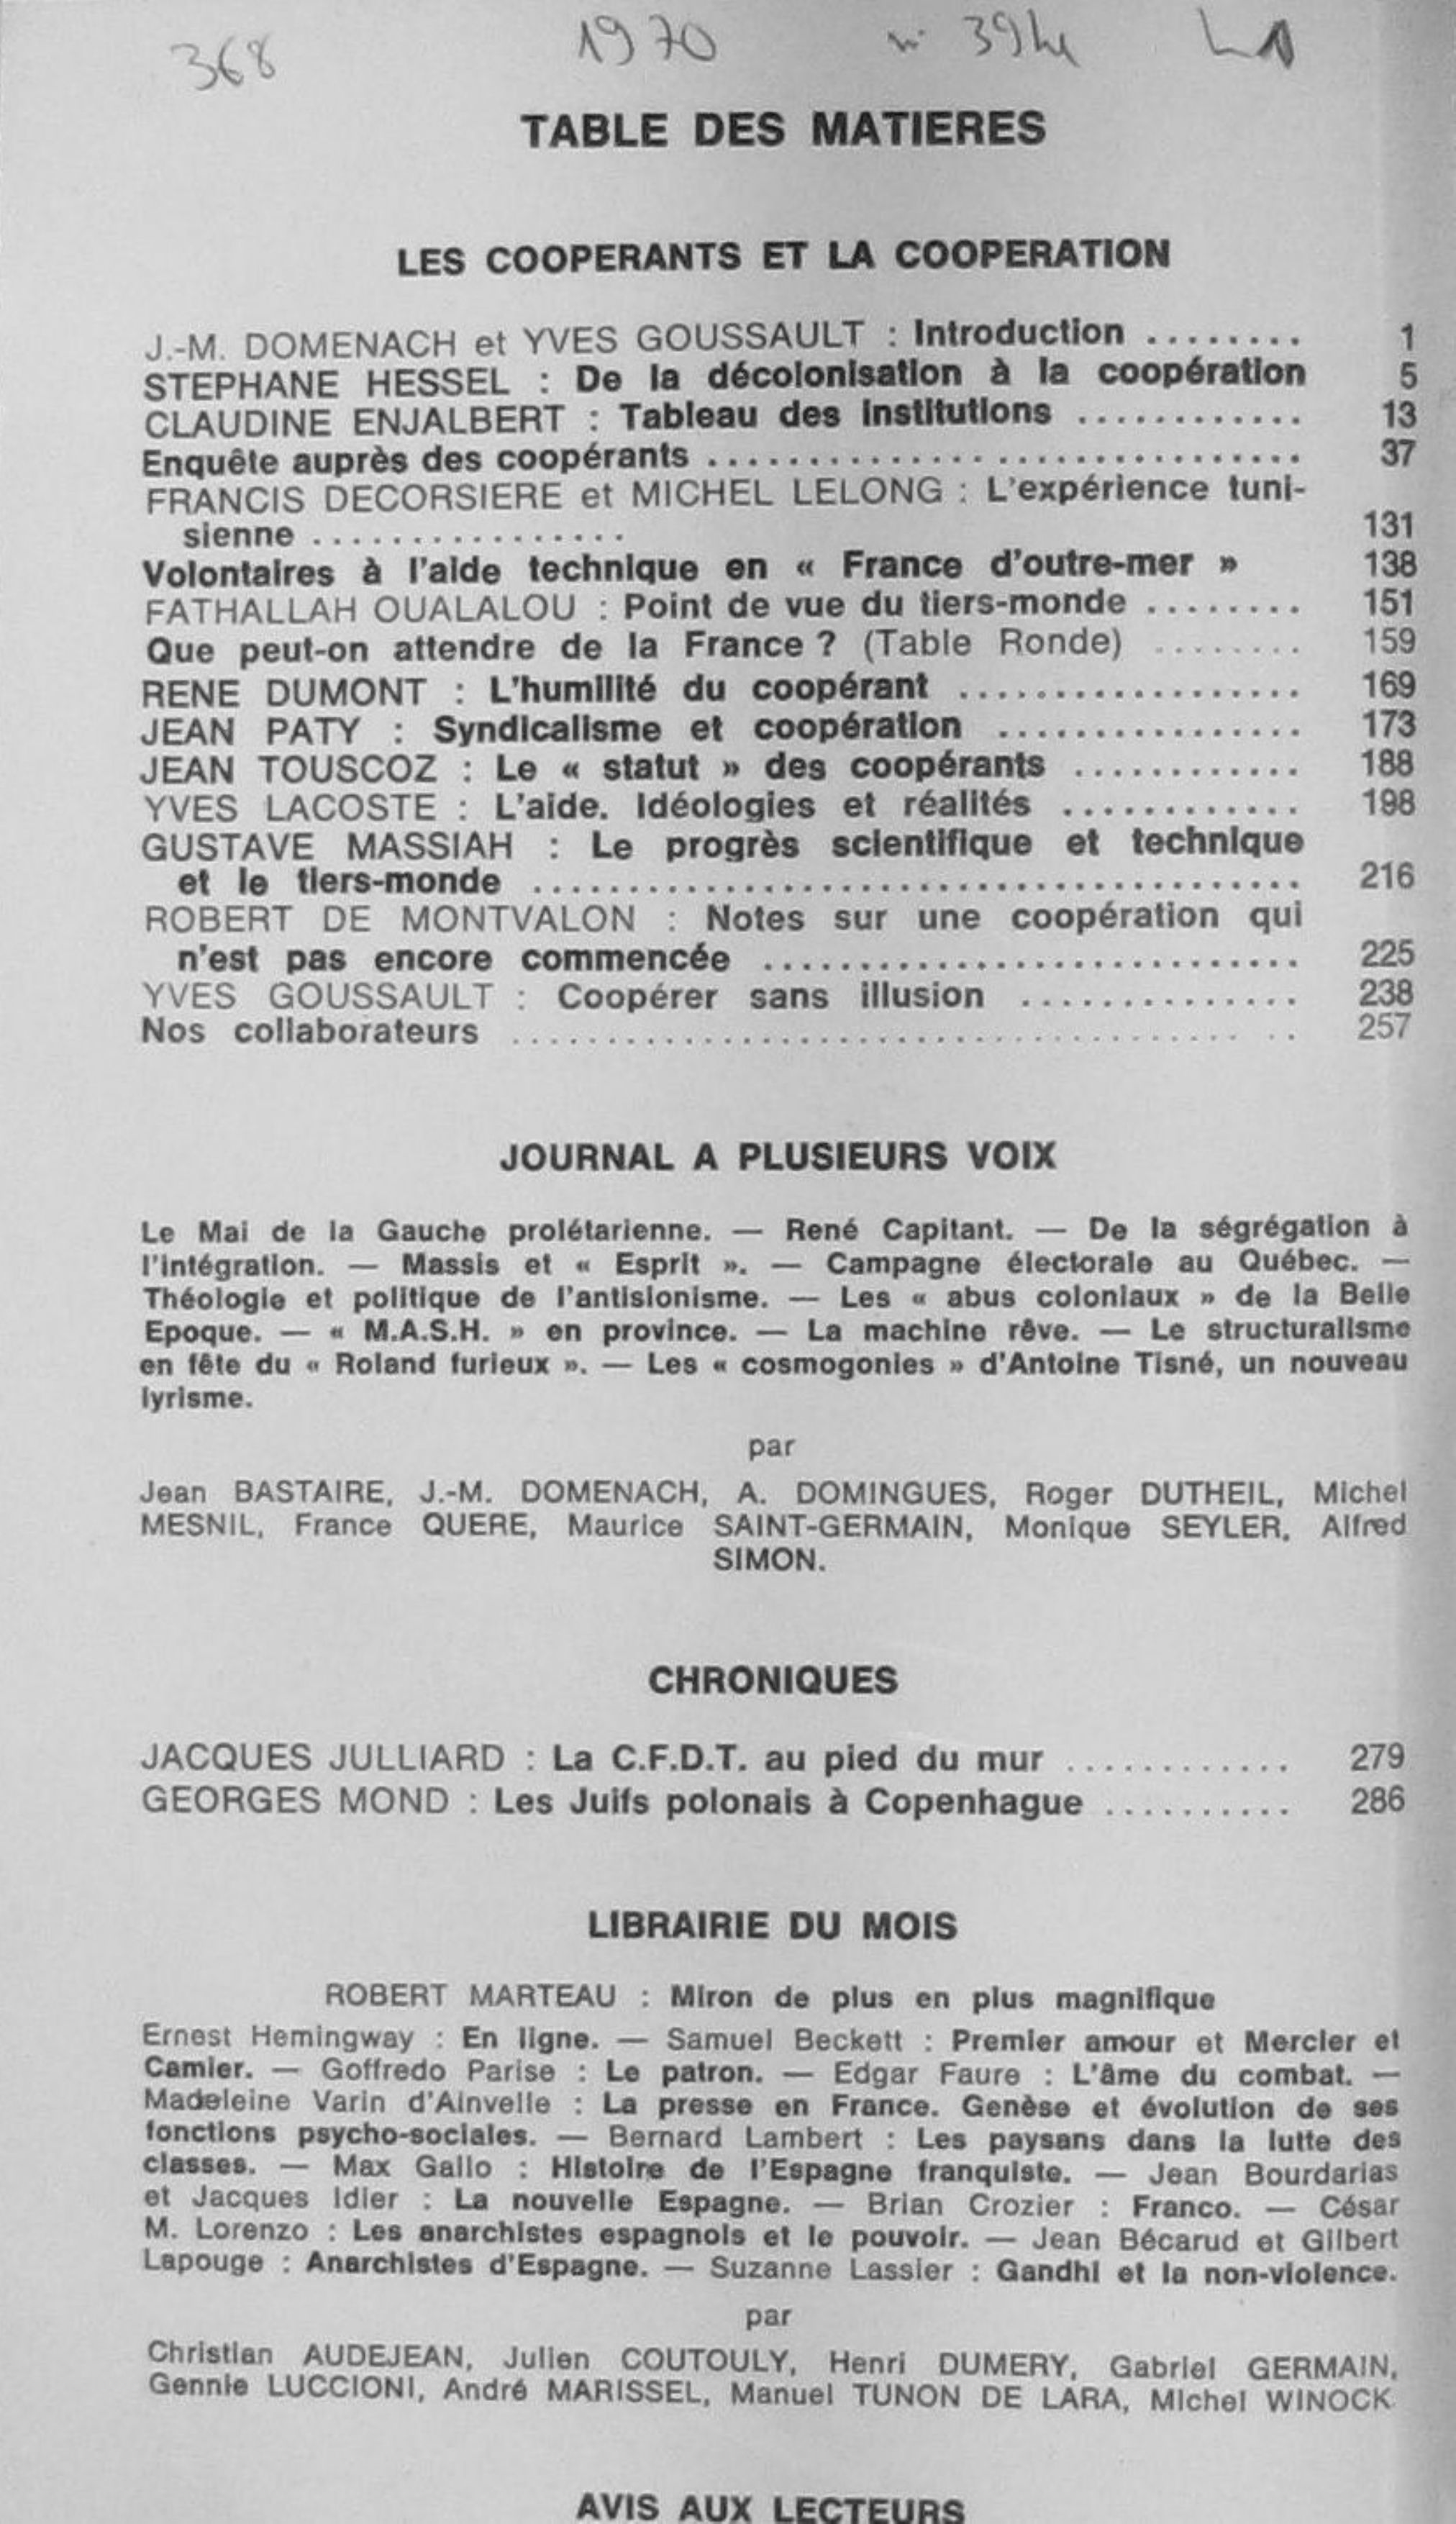 368 1970 n° 394
TABLE DES MATIERES
LES COOPERANTS ET LA COOPERATION
J.-M. DOMENACH et YVES GOUSSAULT : Introduction ........ 1
STEPHANE HESSEL : De la décolonisation à la coopération 5
CLAUDINE ENJALBERT : Tableau des institutions ............ 13
Enquête auprès des coopérants .............................. 37
FRANCIS DECORSIERE et MICHEL LELONG : L'expérience tuni-
sienne ................ 131
Volontaires à l'aide technique en « France d'outre-mer » 138
FATHALLAH OUALALOU : Point de vue du tiers-monde ........ 151
Que peut-on attendre de la France ? (Table Ronde) ........ 159
RENE DUMONT : L'humilité du coopérant .................. 169
JEAN PATY : Syndicalisme et coopération ................ 173
JEAN TOUSCOZ : Le « statut » des coopérants ............ 188
YVES LACOSTE : L'aide. Idéologies et réalités ............ 198
GUSTAVE MASSIAH : Le progrès scientifique et technique
et le tiers-monde ........................................ 216
ROBERT DE MONTVALON : Notes sur une coopération qui
n'est pas encore commencée ............................ 225
YVES GOUSSAULT : Coopérer sans illusion ............... 238
Nos collaborateurs ........................................ 257
JOURNAL A PLUSIEURS VOIX
Le Mai de la Gauche prolétarienne. — René Capitant. — De la ségrégation à
l'intégration. — Massis et « Esprit ». — Campagne électorale au Québec. —
Théologie et politique de l'antisionisme. — Les « abus coloniaux » de la Belle
Epoque. — « M.A.S.H. » en province. — La machine rêve. — Le structuralisme
en fête du « Roland furieux ». — Les « cosmogonies » d'Antoine Tisné, un nouveau
lyrisme.
par
Jean BASTAIRE, J.-M. DOMENACH, A. DOMINGUES, Roger DUTHEIL, Michel
MESNIL, France QUERE, Maurice SAINT-GERMAIN, Monique SEYLER, Alfred
SIMON.
CHRONIQUES
JACQUES JULLIARD : La C.F.D.T. au pied du mur ............ 279
GEORGES MOND : Les Juifs polonais à Copenhague .......... 286
LIBRAIRIE DU MOIS
ROBERT MARTEAU : Miron de plus en plus magnifique
Ernest Hemingway : En ligne. — Samuel Beckett : Premier amour et Mercier et
Camier. — Goffredo Parise : Le patron. — Edgar Faure : L'âme du combat. —
Madeleine Varin d'Ainvelle : La presse en France. Genèse et évolution de ses
fonctions psycho-sociales. — Bernard Lambert : Les paysans dans la lutte des
classes. — Max Gallo : Histoire de l'Espagne franquiste. — Jean Bourdarias
et Jacques Idier : La nouvelle Espagne. — Brian Crozier : Franco. — César
M. Lorenzo : Les anarchistes espagnols et le pouvoir. — Jean Bécarud et Gilbert
Lapouge : Anarchistes d'Espagne. — Suzanne Lassier : Gandhi et la non-violence.
par
Christian AUDEJEAN, Julien COUTOULY, Henri DUMERY, Gabriel GERMAIN,
Gennie LUCCIONI, André MARISSEL, Manuel TUNON DE LARA, Michel WINOCK
AVIS AUX LECTEURS